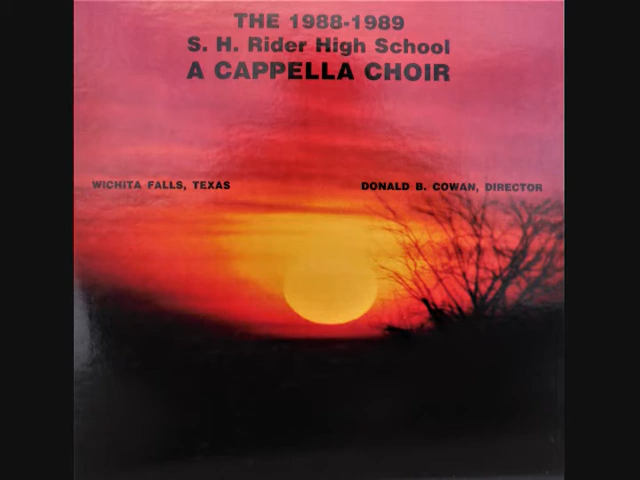 THE 1988-1989
S. H. Rider High School
A CAPPELLA CHOIR
WICHITA FALLS, TEXAS
DONALD B. COWAN, DIRECTOR